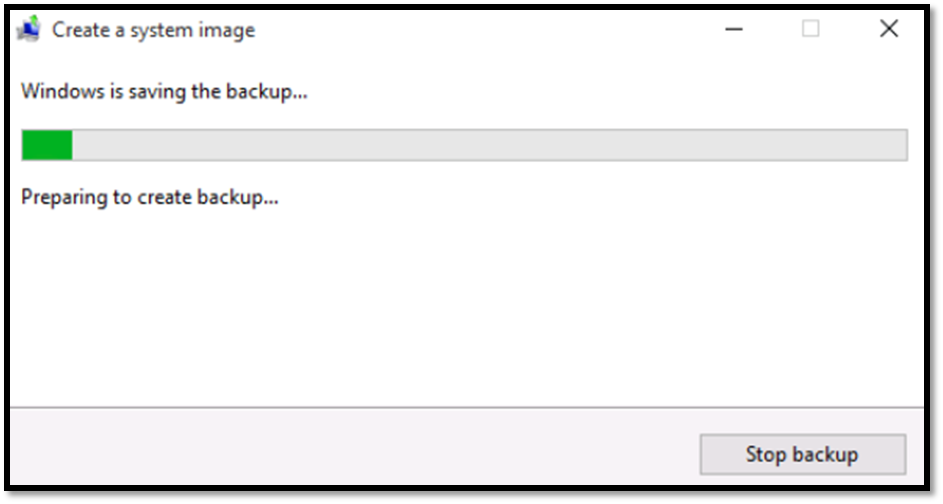 Create a system image
Windows is saving the backup...
Preparing to create backup...
Stop backup